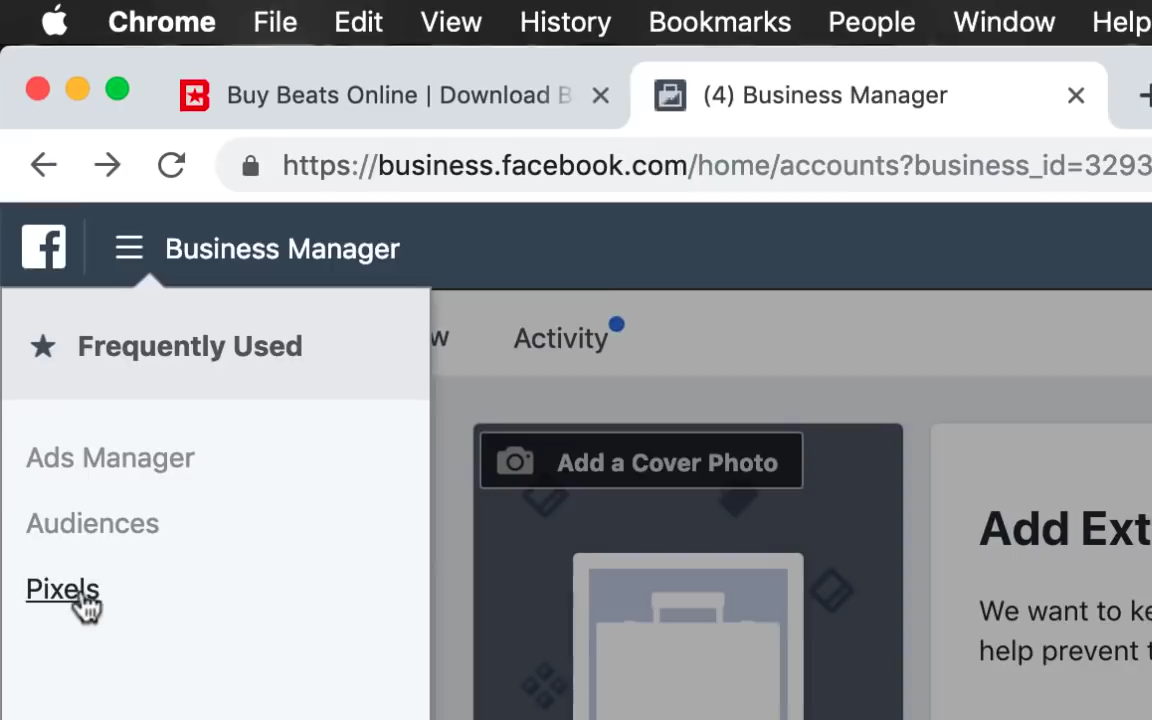 Chrome File Edit View History Bookmarks People Window Help
Buy Beats Online | Download B
(4) Business Manager
https://business.facebook.com/home/accounts?business_id=3293
Business Manager
Frequently Used
w Activity
Ads Manager
Audiences
Pixels
Add a Cover Photo
Add Ext
We want to ke
help prevent t